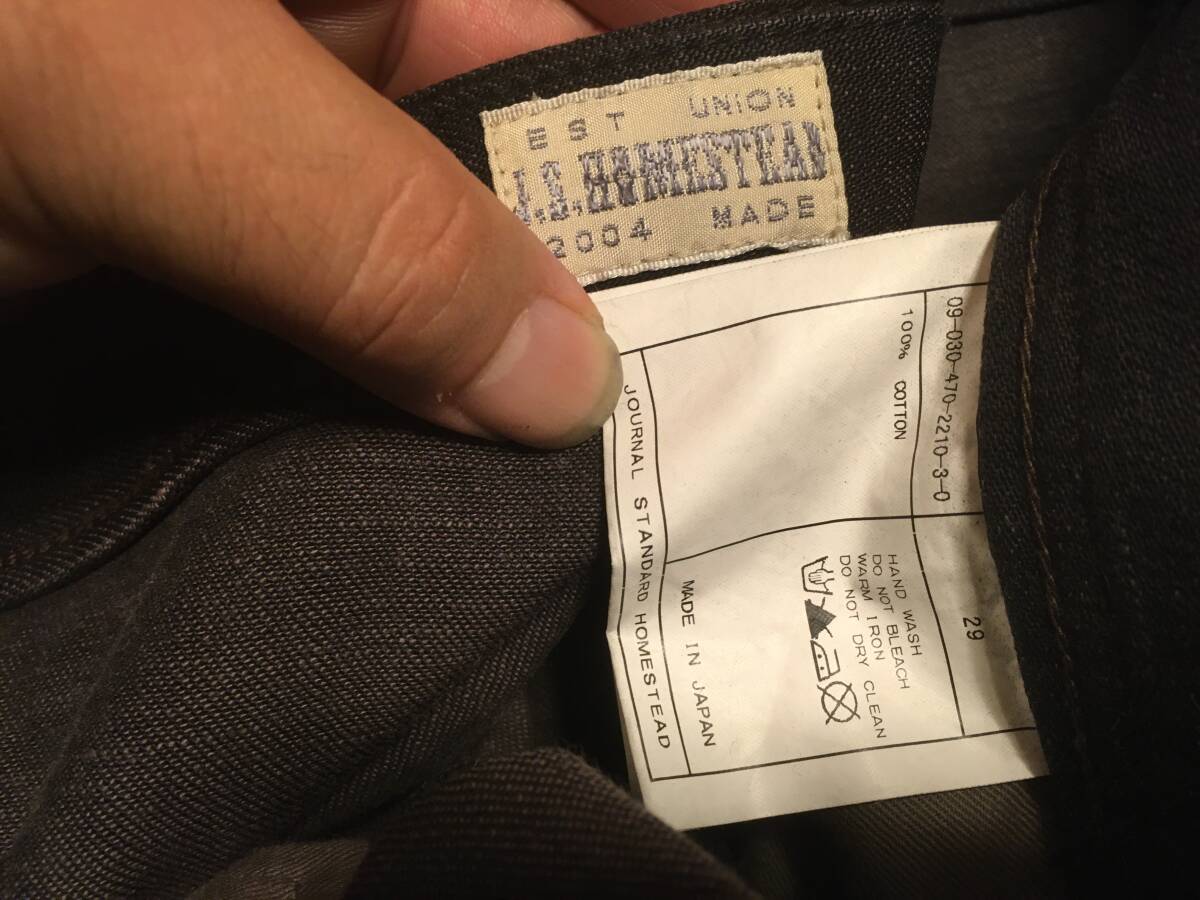 EST UNION
J.S.HOMESTEAD
2004 MADE
09-030-470-2210-3-0
29
100% COTTON
HAND WASH
DO NOT BLEACH
WARM IRON
DO NOT DRY CLEAN
MADE IN JAPAN
JOURNAL STANDARD HOMESTEAD